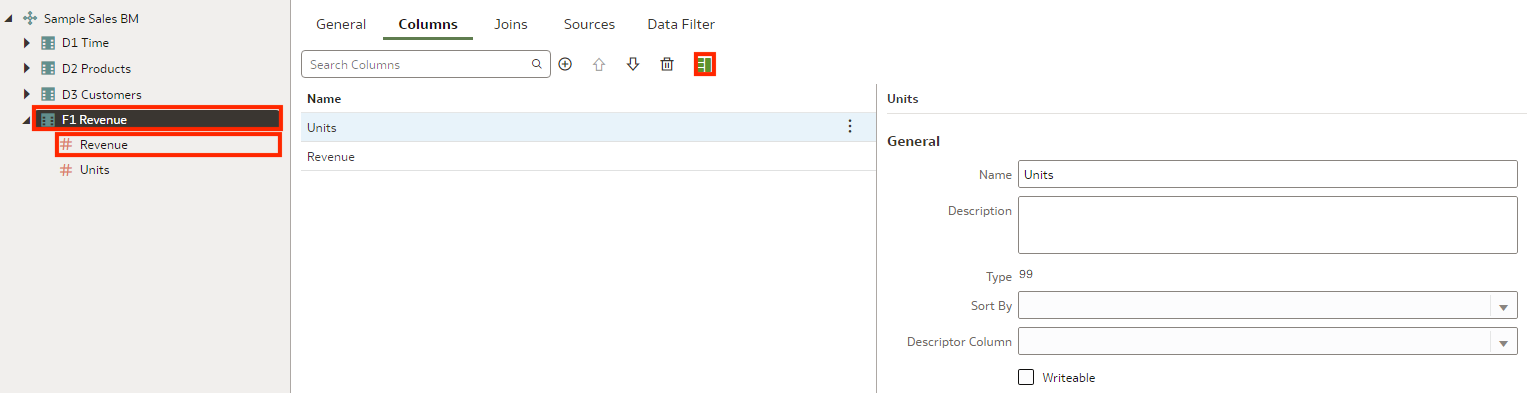 Sample Sales BM
D1 Time
D2 Products
D3 Customers
F1 Revenue
Revenue
Units
General Columns Joins Sources Data Filter
Search Columns
Name
Units
Revenue
Units
General
Name Units
Description
Type 99
Sort By
Descriptor Column
Writeable